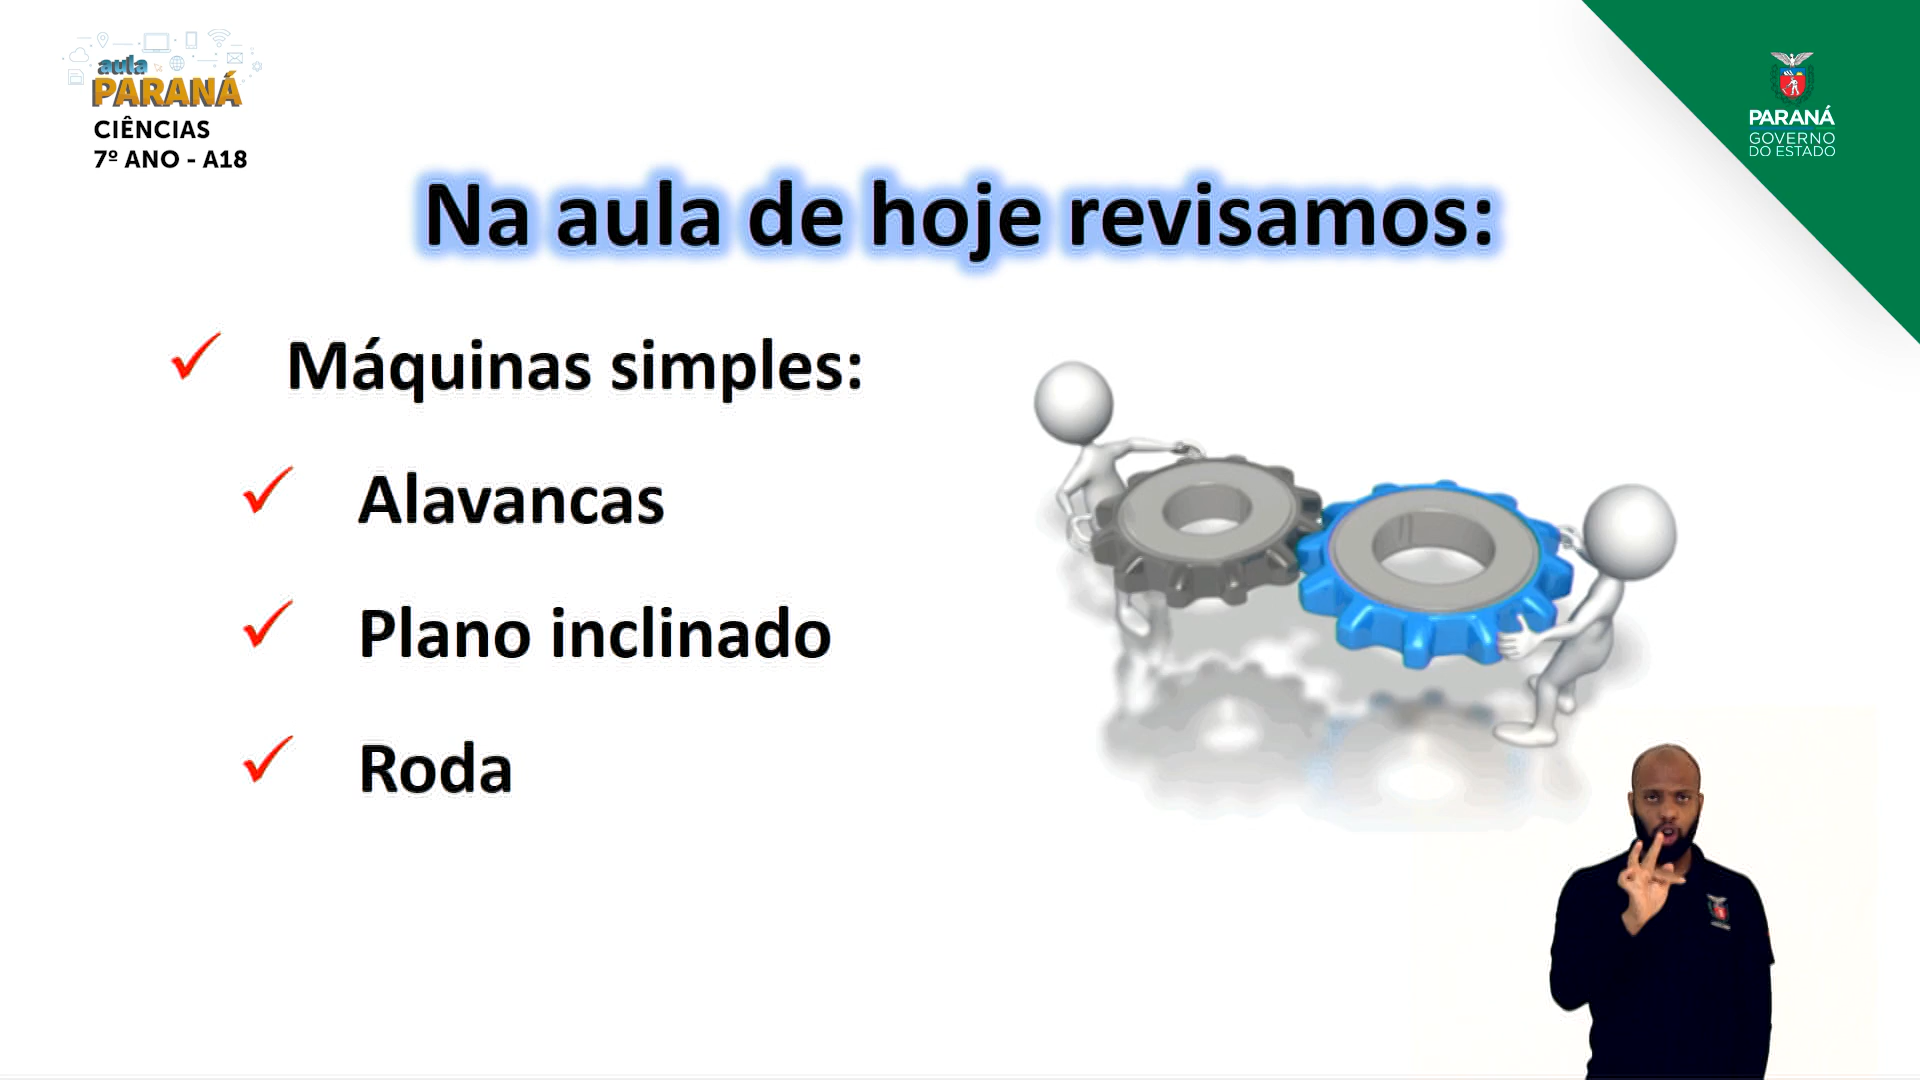 aula
PARANÁ
CIÊNCIAS
7º ANO - A18
PARANÁ
GOVERNO
DO ESTADO
Na aula de hoje revisamos:
Máquinas simples:
Alavancas
Plano inclinado
Roda